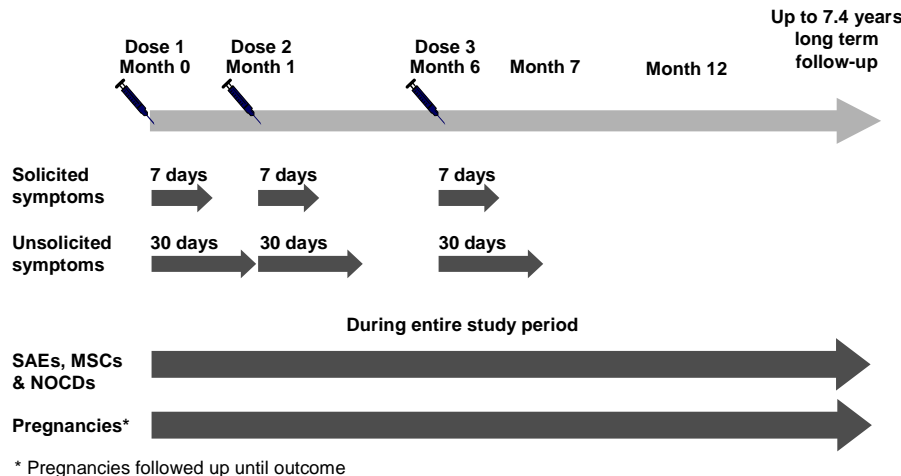 Up to 7.4 years
long term
follow-up
Dose 1
Month 0
Dose 2
Month 1
Dose 3
Month 6
Month 7
Month 12
Solicited
symptoms
7 days
7 days
7 days
Unsolicited
symptoms
30 days
30 days
30 days
During entire study period
SAEs, MSCs
& NOCDs
Pregnancies*
* Pregnancies followed up until outcome